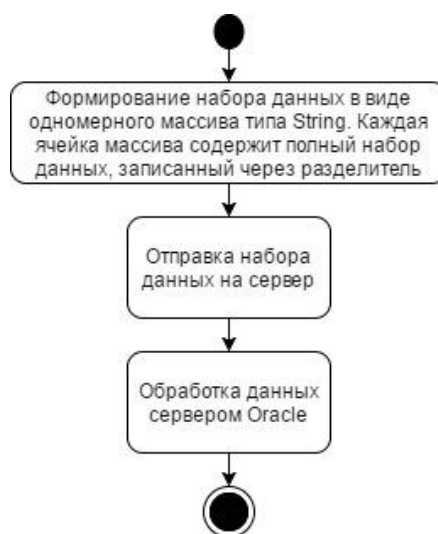 Формирование набора данных в виде
одномерного массива типа String. Каждая
ячейка массива содержит полный набор
данных, записанный через разделитель
Отправка набора
данных на сервер
Обработка данных
сервером Oracle